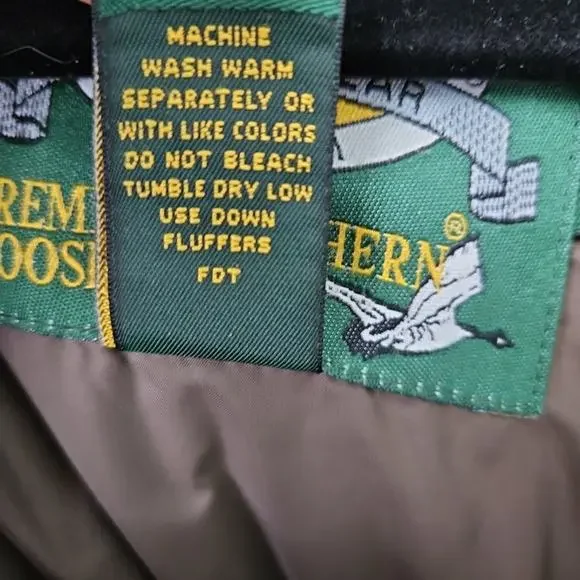 MACHINE
WASH WARM
SEPARATELY OR
WITH LIKE COLORS
DO NOT BLEACH
TUMBLE DRY LOW
USE DOWN
FLUFFERS
FDT
EAR
REM
OOS
HERN®